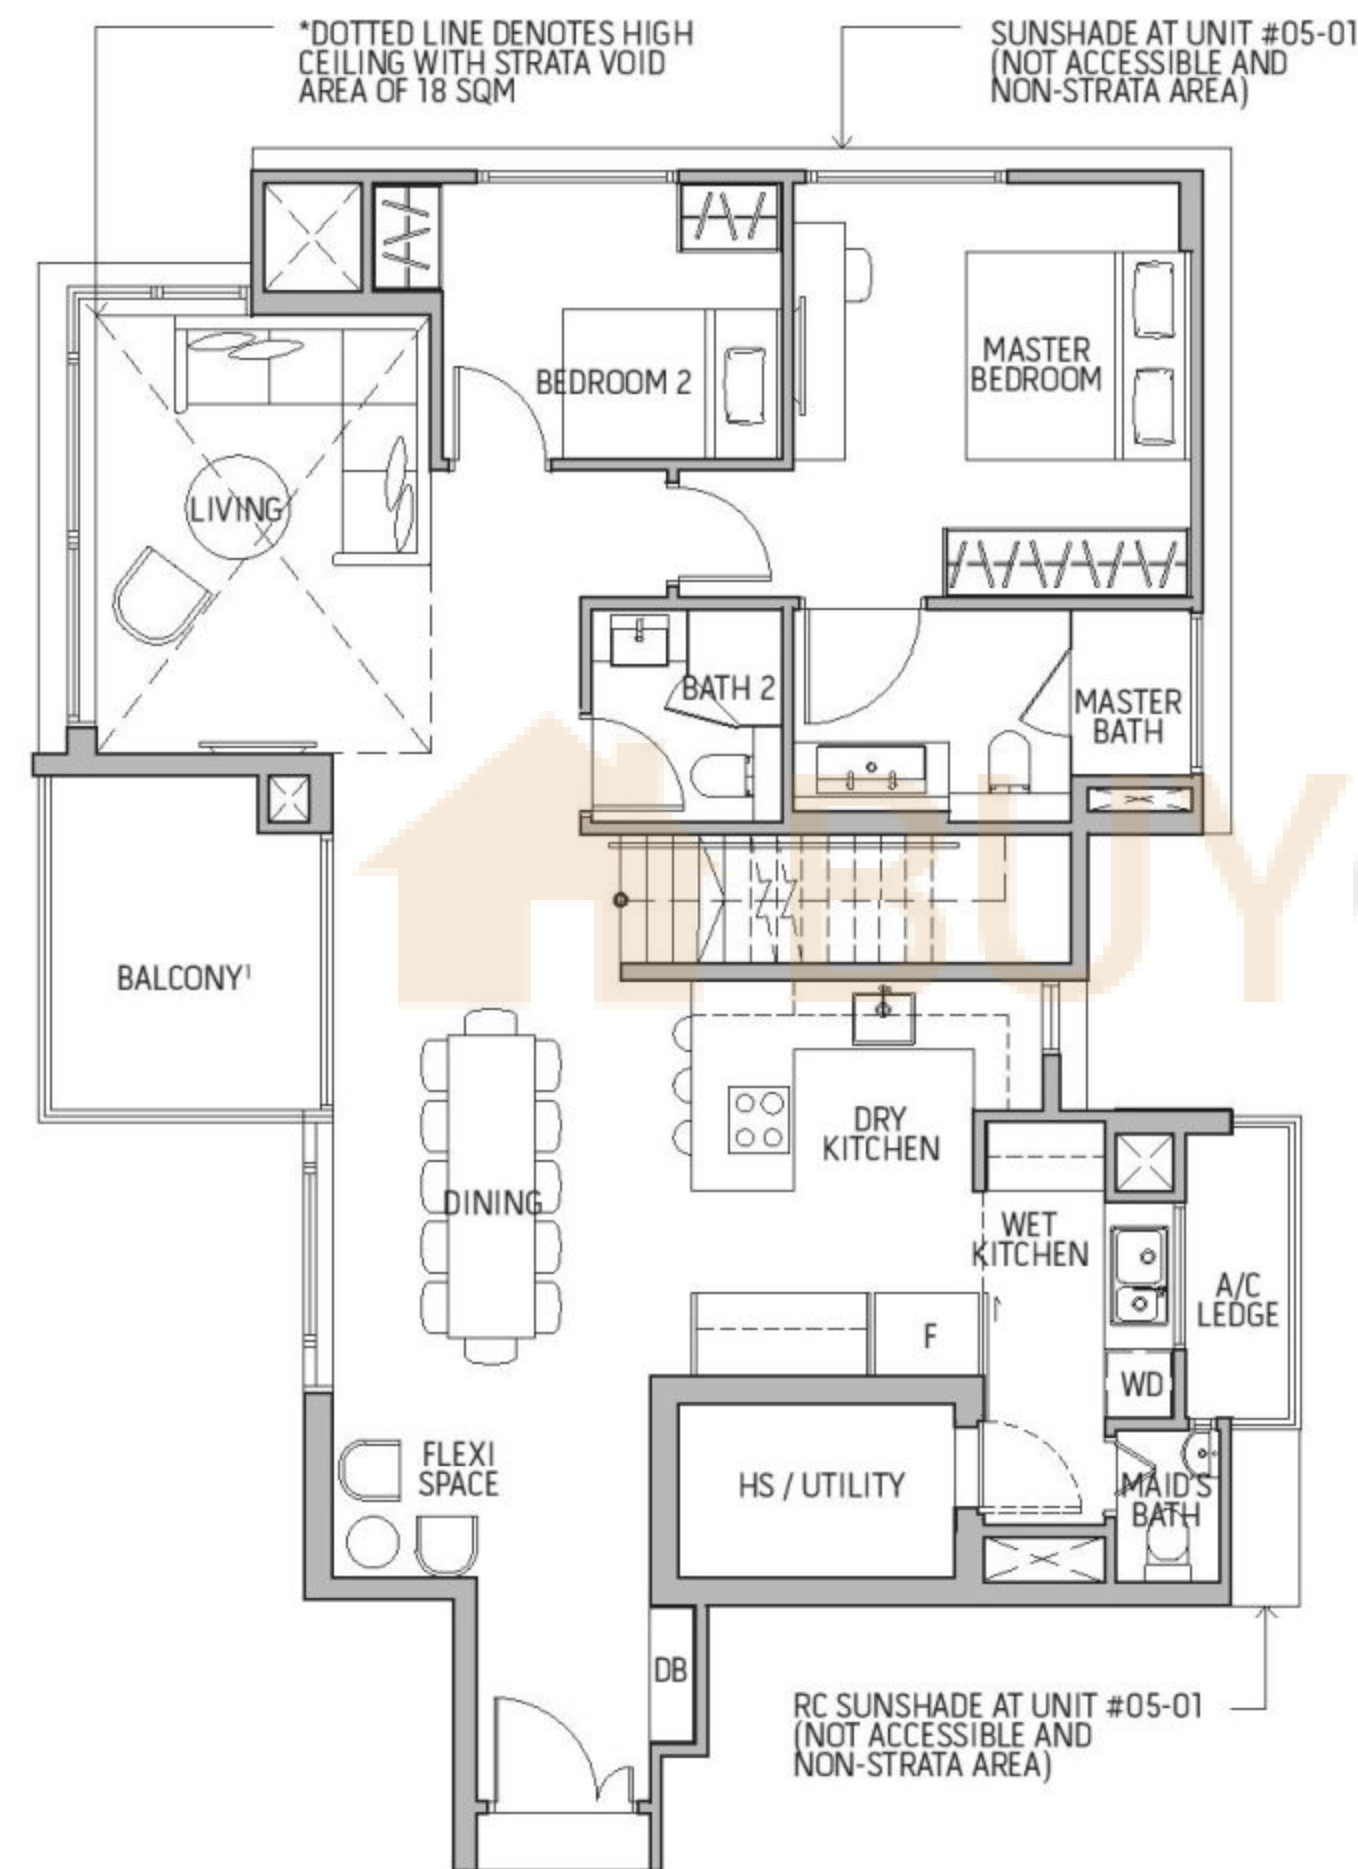 *DOTTED LINE DENOTES HIGH
CEILING WITH STRATA VOID
AREA OF 18 SQM
SUNSHADE AT UNIT #05-01
(NOT ACCESSIBLE AND
NON-STRATA AREA)
BEDROOM 2
MASTER
BEDROOM
LIVING
BATH 2
MASTER
BATH
BUY
BALCONY¹
DRY
KITCHEN
DINING
WET
KITCHEN
A/C
LEDGE
F
WD
FLEXI
SPACE
HS / UTILITY
MAID'S
BATH
DB
RC SUNSHADE AT UNIT #05-01
(NOT ACCESSIBLE AND
NON-STRATA AREA)